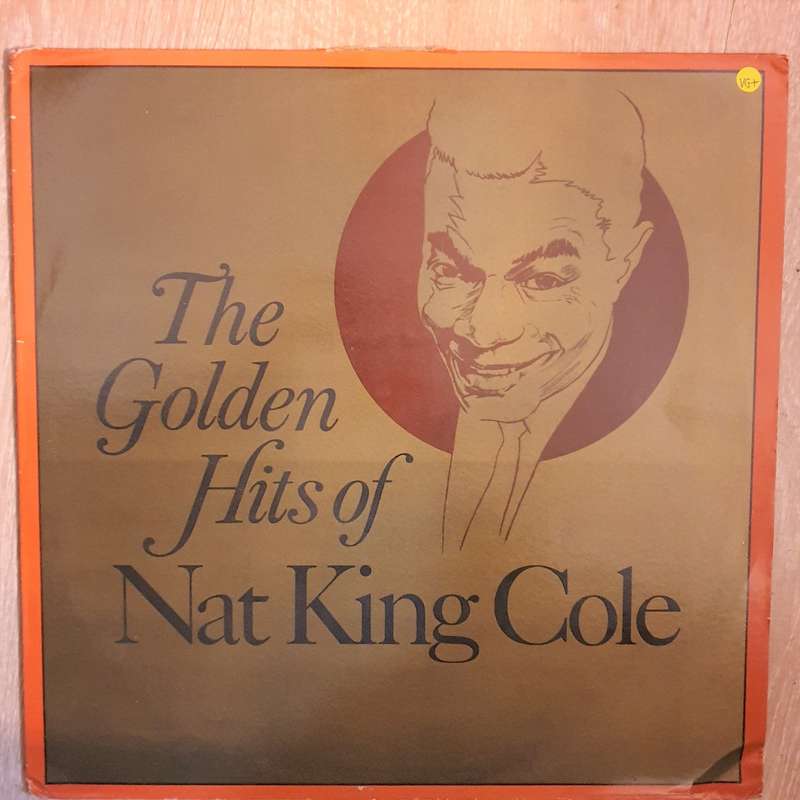 VG+
The
Golden
Hits of
Nat King Cole